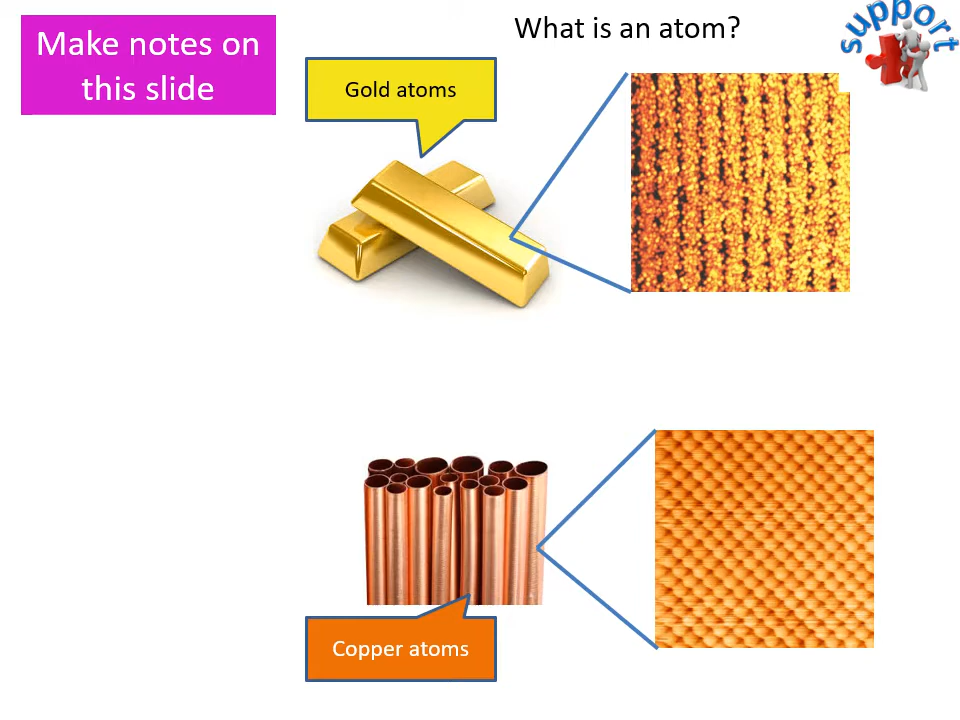 Make notes on
this slide
What is an atom?
support
Gold atoms
Copper atoms